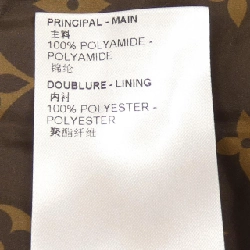 PRINCIPAL - MAIN
主料
100% POLYAMIDE -
POLYAMIDE
锦纶
DOUBLURE - LINING
内衬
100% POLYESTER -
POLYESTER
聚酯纤维